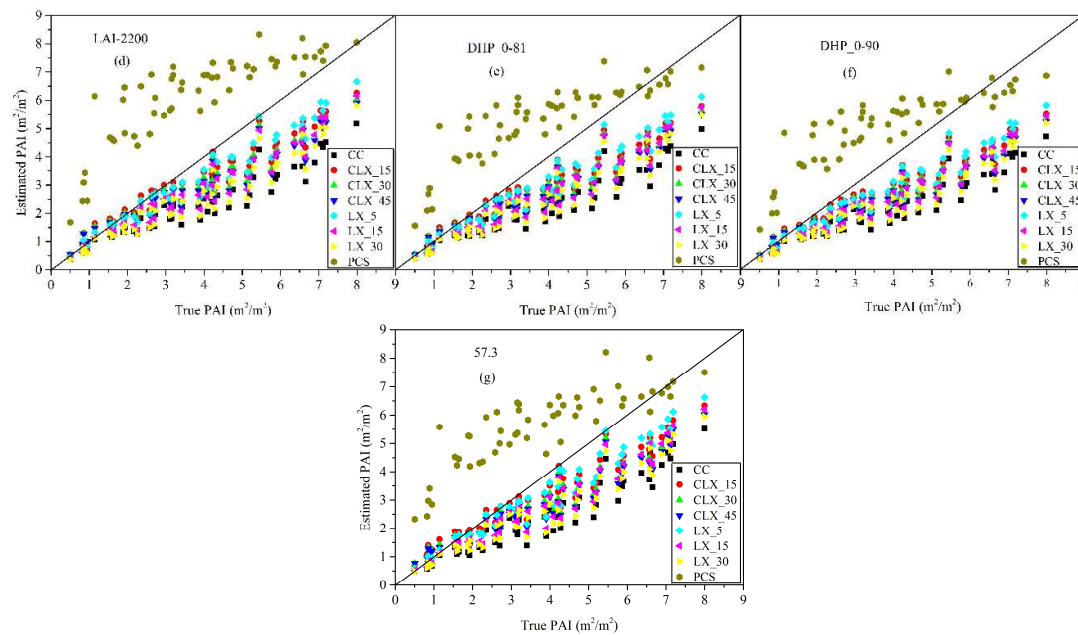 9
8
7
6
5
4
3
2
1
0
Estimated PAI (m²/m²)
LAI-2200
(d)
CC
CLX_15
CLX_30
CLX_45
LX_5
LX_15
LX_30
PCS
0 1 2 3 4 5 6 7 8
True PAI (m²/m²)
DHP_0-81
(e)
CC
CLX_15
CLX_30
CLX_45
LX_5
LX_15
LX_30
PCS
9 1 2 3 4 5 6 7 8
True PAI (m²/m²)
DHP_0-90
(f)
CC
CLX_15
CLX_30
CLX_45
LX_5
LX_15
LX_30
PCS
9 1 2 3 4 5 6 7 8 9
True PAI (m²/m²)
9
8
7
6
5
4
3
2
1
0
Estimated PAI (m²/m²)
57.3
(g)
CC
CLX_15
CLX_30
CLX_45
LX_5
LX_15
LX_30
PCS
0 1 2 3 4 5 6 7 8 9
True PAI (m²/m²)